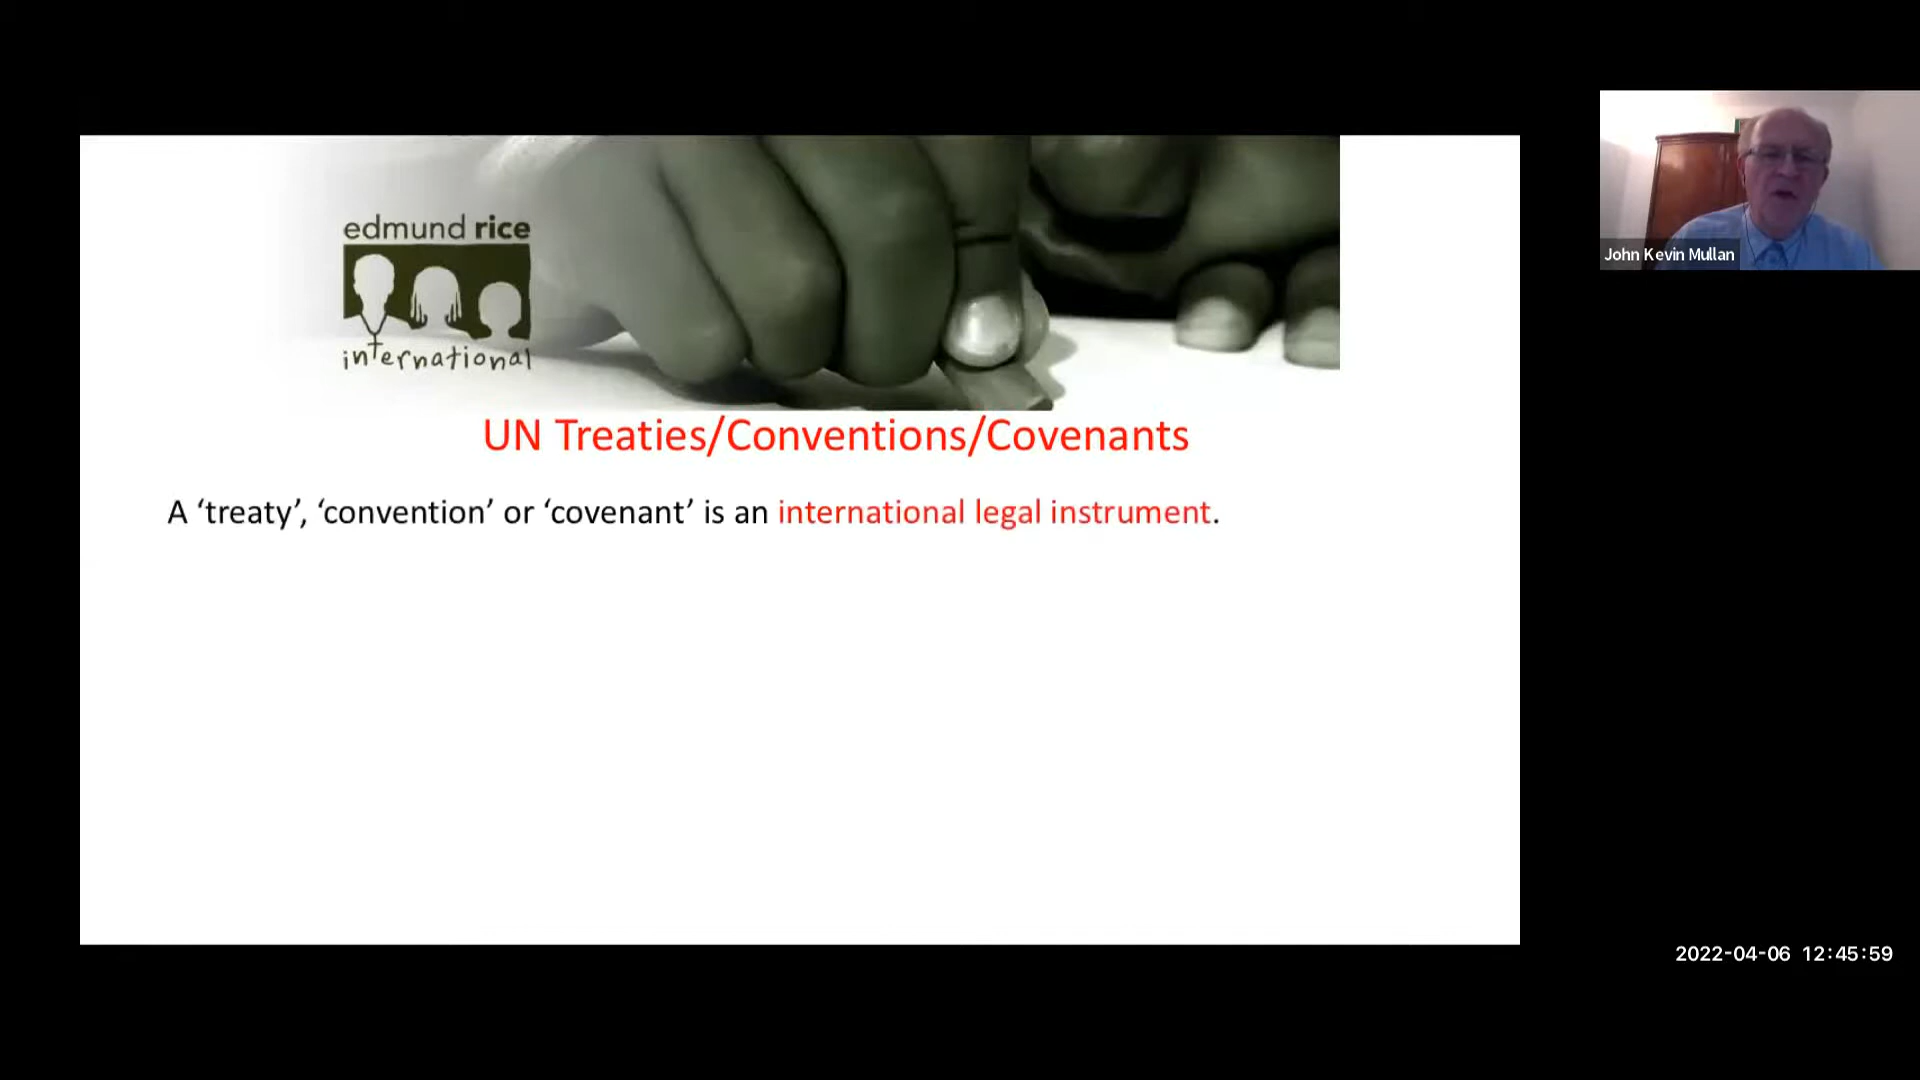 edmund rice
international
John Kevin Mullan
UN Treaties/Conventions/Covenants
A ‘treaty’, ‘convention’ or ‘covenant’ is an international legal instrument.
2022-04-06 12:45:59